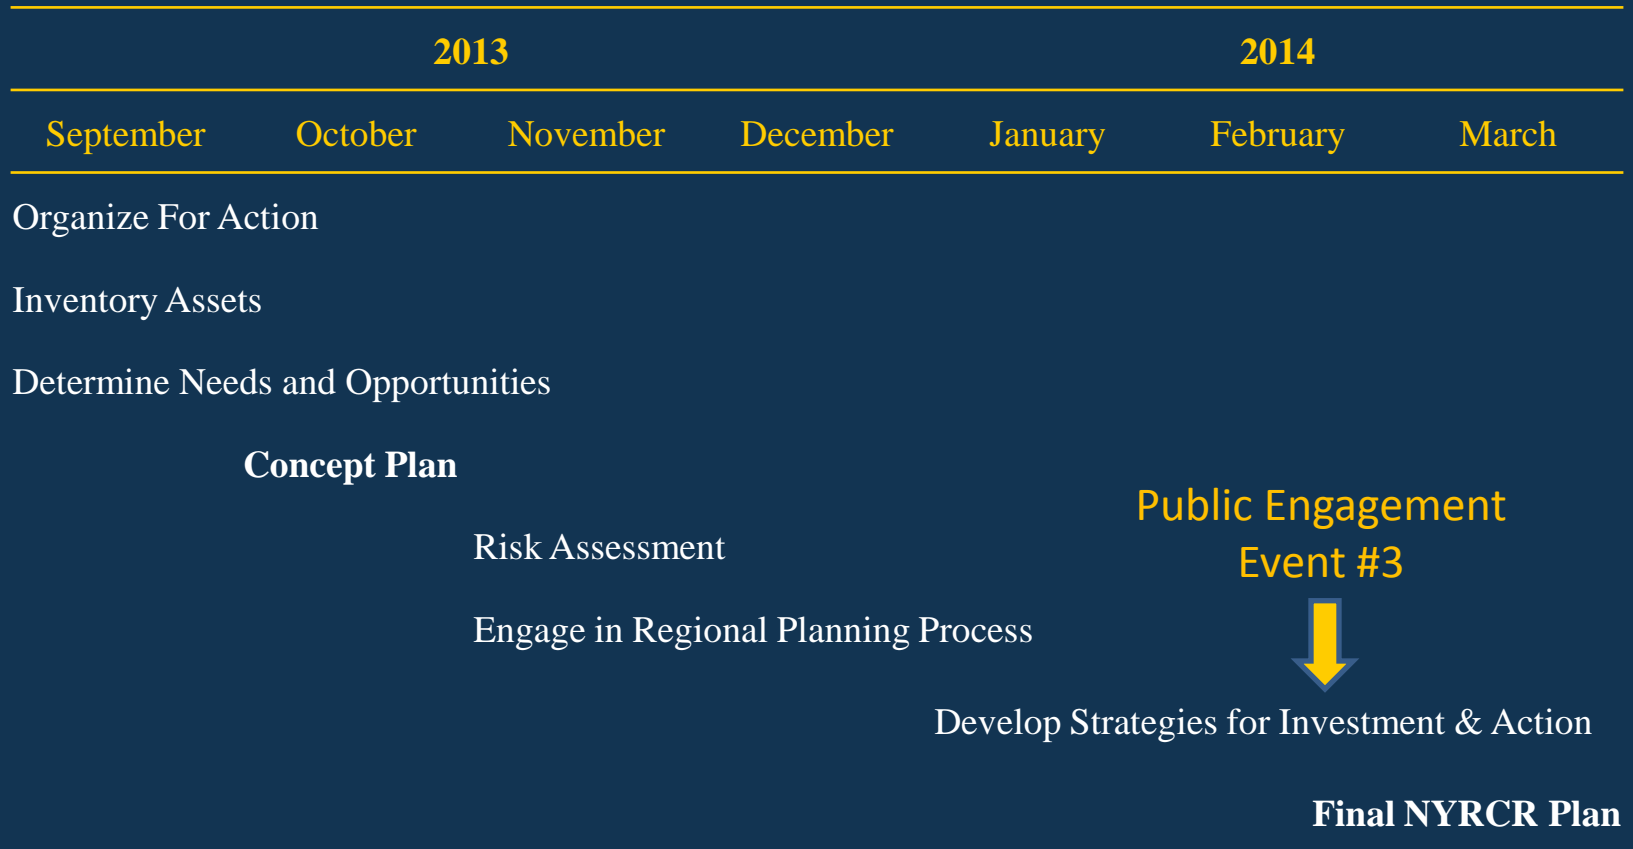 2013 2014
September October November December January February March
Organize For Action
Inventory Assets
Determine Needs and Opportunities
Concept Plan
Public Engagement
Event #3
Risk Assessment
Engage in Regional Planning Process
Develop Strategies for Investment & Action
Final NYRCR Plan